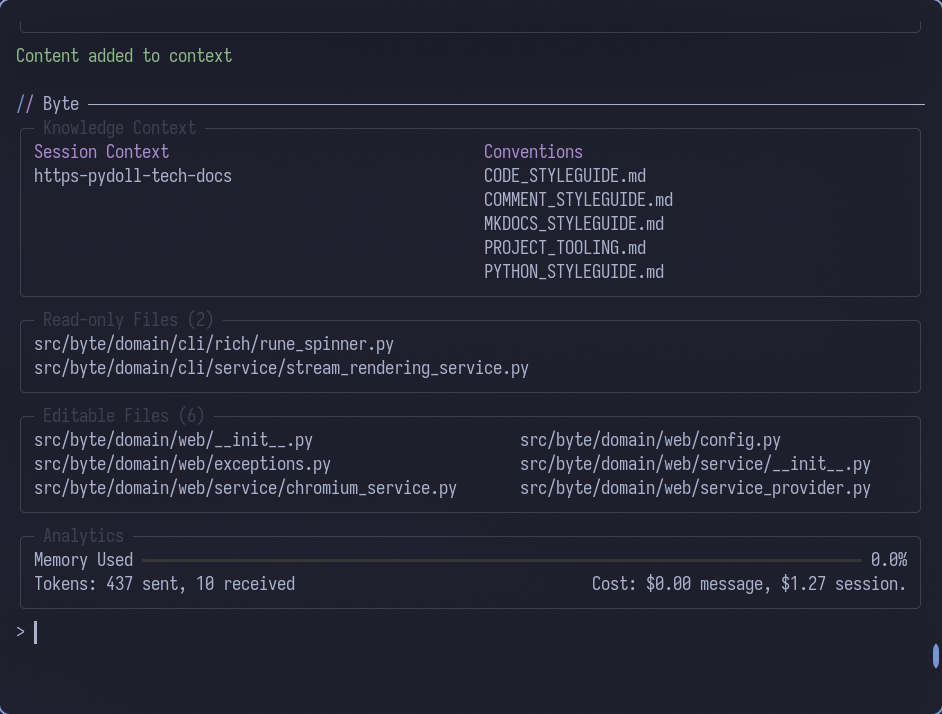 Content added to context
// Byte
Knowledge Context
Session Context
https-pydoll-tech-docs
Conventions
CODE_STYLEGUIDE.md
COMMENT_STYLEGUIDE.md
MKDOCS_STYLEGUIDE.md
PROJECT_TOOLING.md
PYTHON_STYLEGUIDE.md
Read-only Files (2)
src/byte/domain/cli/rich/rune_spinner.py
src/byte/domain/cli/service/stream_rendering_service.py
Editable Files (6)
src/byte/domain/web/__init__.py src/byte/domain/web/config.py
src/byte/domain/web/exceptions.py src/byte/domain/web/service/__init__.py
src/byte/domain/web/service/chromium_service.py src/byte/domain/web/service_provider.py
Analytics
Memory Used 0.0%
Tokens: 437 sent, 10 received Cost: $0.00 message, $1.27 session.
>